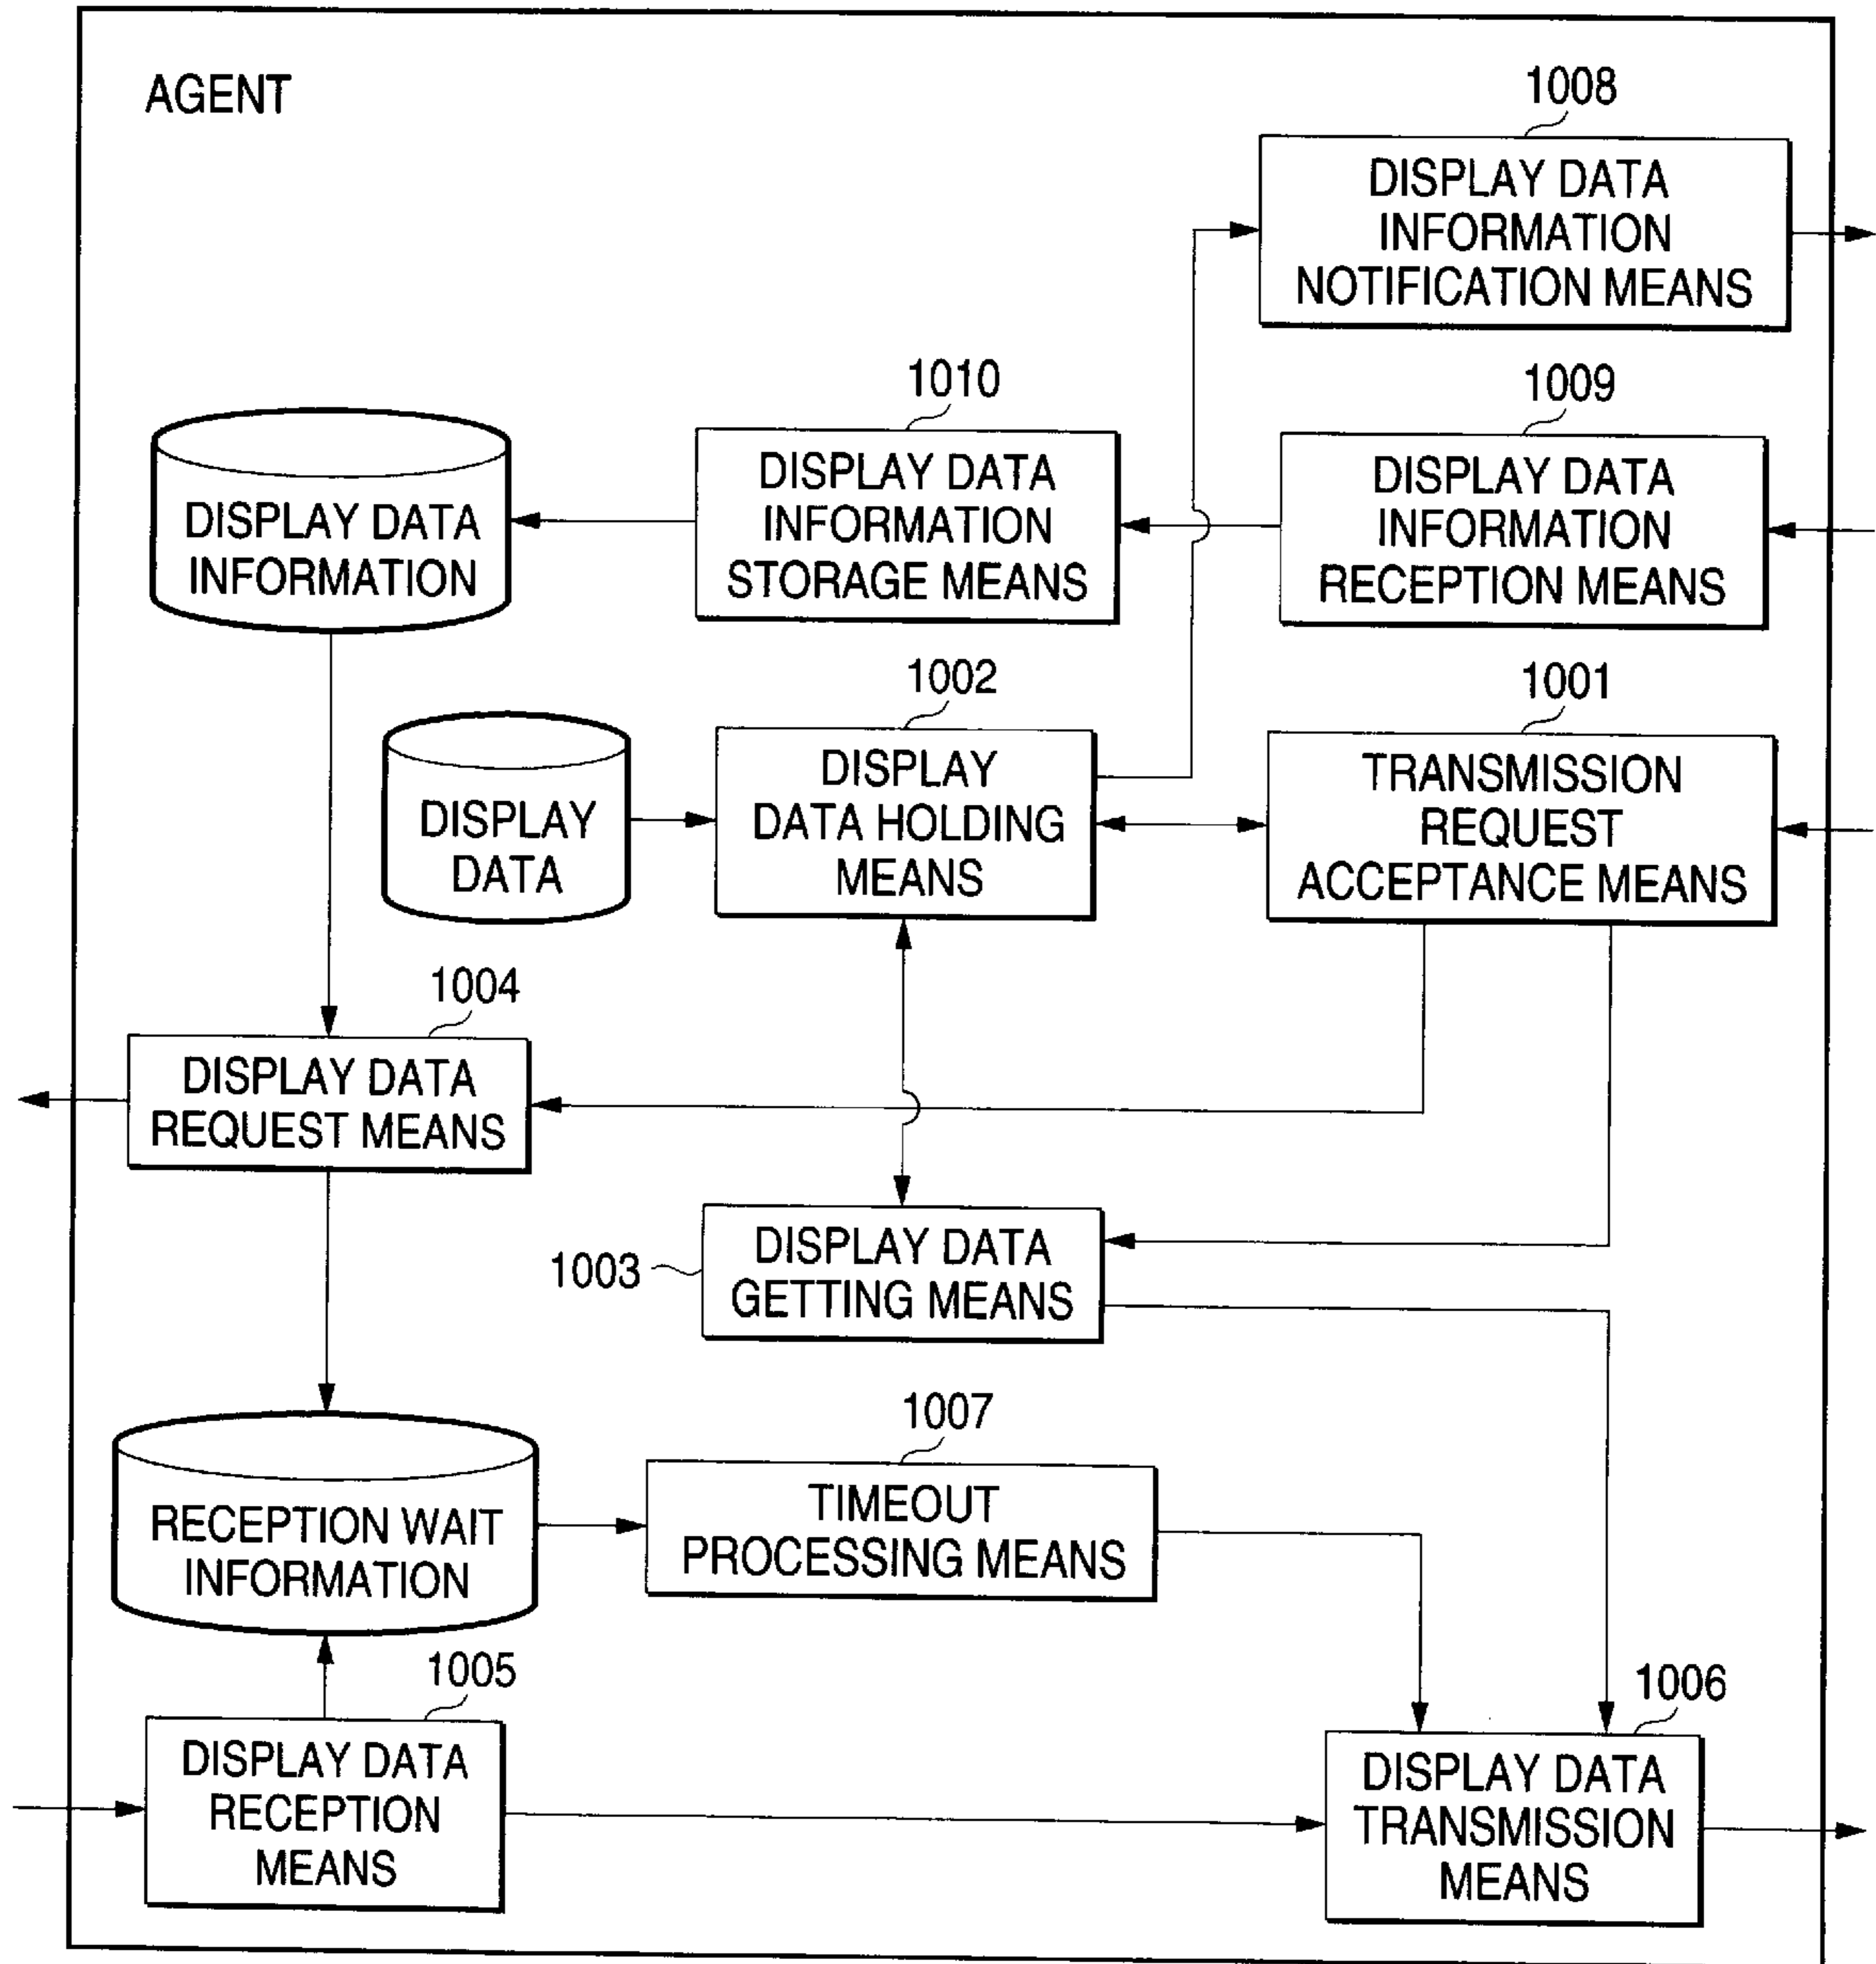 AGENT
1008
DISPLAY DATA
INFORMATION
NOTIFICATION MEANS
1010
DISPLAY DATA
INFORMATION
STORAGE MEANS
1009
DISPLAY DATA
INFORMATION
RECEPTION MEANS
DISPLAY DATA
INFORMATION
1002
DISPLAY
DATA HOLDING
MEANS
1001
TRANSMISSION
REQUEST
ACCEPTANCE MEANS
DISPLAY
DATA
1004
DISPLAY DATA
REQUEST MEANS
1003
DISPLAY DATA
GETTING MEANS
1007
TIMEOUT
PROCESSING MEANS
RECEPTION WAIT
INFORMATION
1005
DISPLAY DATA
RECEPTION
MEANS
1006
DISPLAY DATA
TRANSMISSION
MEANS